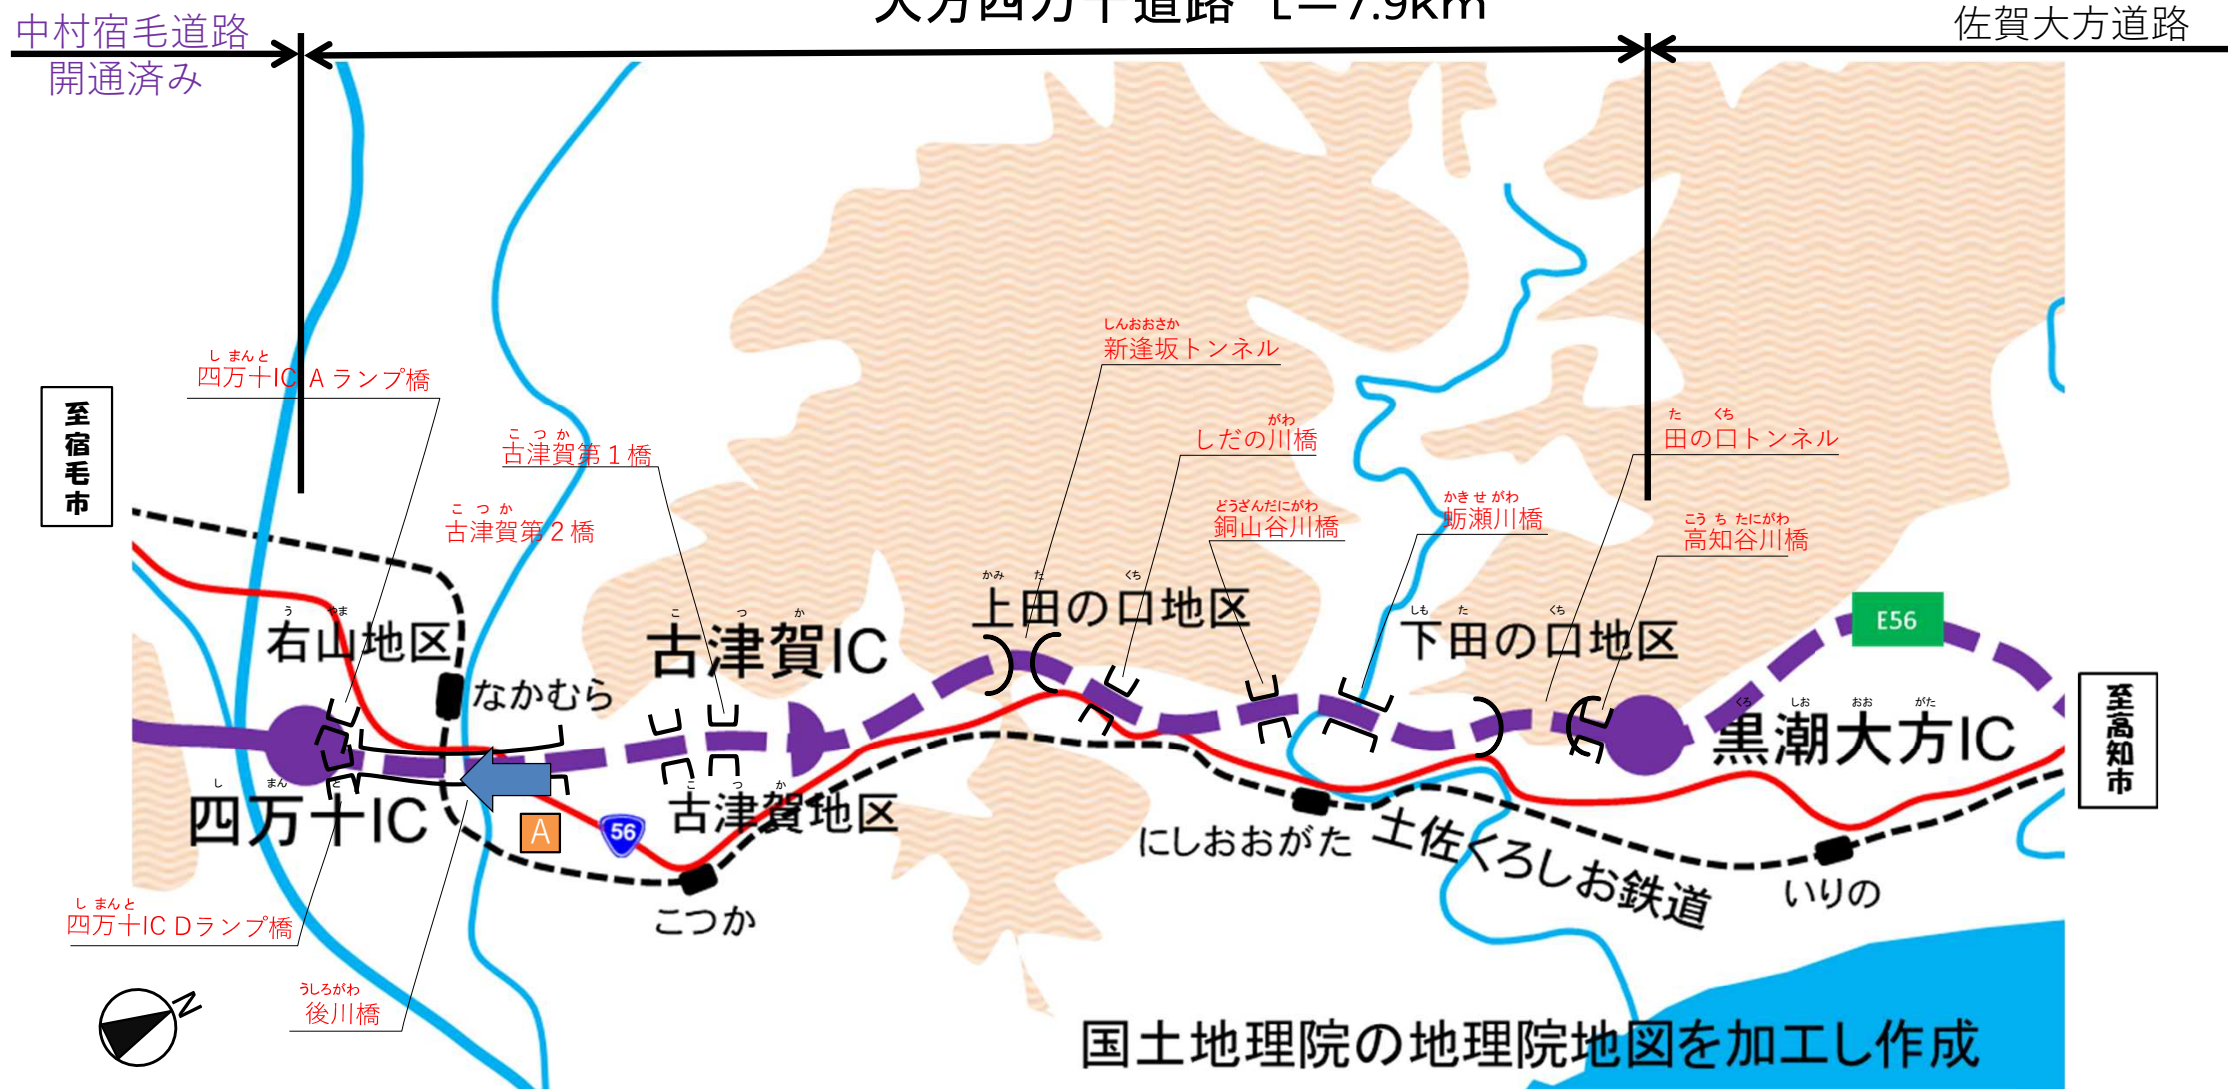 大方四万十道路 L=7.9km
中村宿毛道路
開通済み
佐賀大方道路
しんおおさか
新逢坂トンネル
し まんと
四万十IC Aランプ橋
至宿毛市
こ つ か
古津賀第1橋
がわ
しだの川橋
た くち
田の口トンネル
こ つ か
古津賀第2橋
どうざんだにがわ
銅山谷川橋
かきせがわ
蛎瀬川橋
こうち たにがわ
高知谷川橋
う やま
右山地区
こ つ か
古津賀IC
かみ た くち
上田の口地区
しも た くち
下田の口地区
E56
なかむら
くろ しお おお がた
黒潮大方IC
至高知市
し まん と
四万十IC
A
56
こ つ か
古津賀地区
にしおおがた
土佐くろしお鉄道
いりの
こつか
し まんと
四万十IC Dランプ橋
うしろがわ
後川橋
N
国土地理院の地理院地図を加工し作成